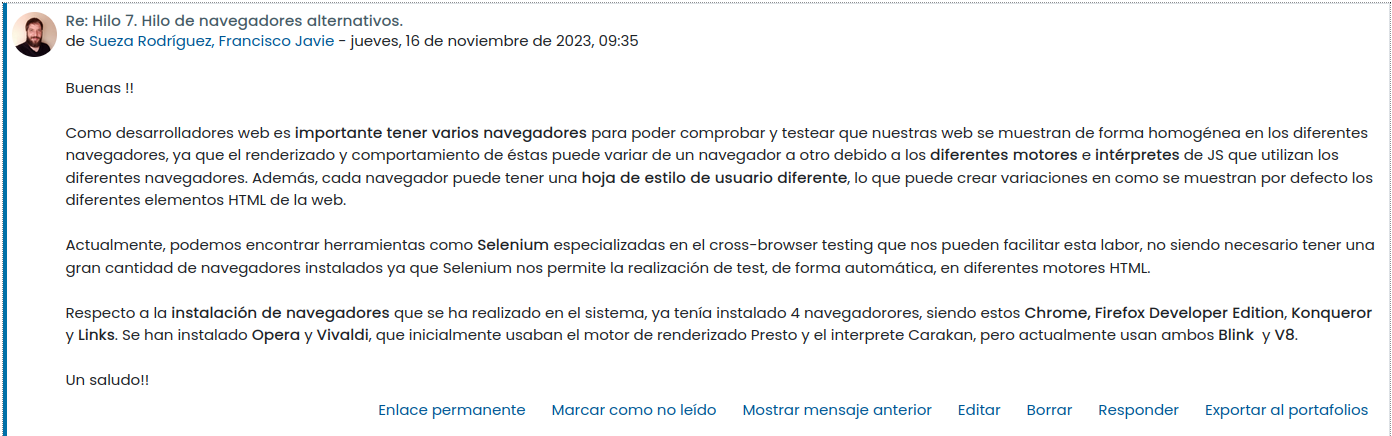 Re: Hilo 7. Hilo de navegadores alternativos.
de Sueza Rodríguez, Francisco Javie - jueves, 16 de noviembre de 2023, 09:35
Buenas !!
Como desarrolladores web es importante tener varios navegadores para poder comprobar y testear que nuestras web se muestran de forma homogénea en los diferentes
navegadores, ya que el renderizado y comportamiento de éstas puede variar de un navegador a otro debido a los diferentes motores e intérpretes de JS que utilizan los
diferentes navegadores. Además, cada navegador puede tener una hoja de estilo de usuario diferente, lo que puede crear variaciones en como se muestran por defecto los
diferentes elementos HTML de la web.
Actualmente, podemos encontrar herramientas como Selenium especializadas en el cross-browser testing que nos pueden facilitar esta labor, no siendo necesario tener una
gran cantidad de navegadores instalados ya que Selenium nos permite la realización de test, de forma automática, en diferentes motores HTML.
Respecto a la instalación de navegadores que se ha realizado en el sistema, ya tenía instalado 4 navegadorores, siendo estos Chrome, Firefox Developer Edition, Konqueror
y Links. Se han instalado Opera y Vivaldi, que inicialmente usaban el motor de renderizado Presto y el interprete Carakan, pero actualmente usan ambos Blink y V8.
Un saludo!!
Enlace permanente Marcar como no leído Mostrar mensaje anterior Editar Borrar Responder Exportar al portafolios